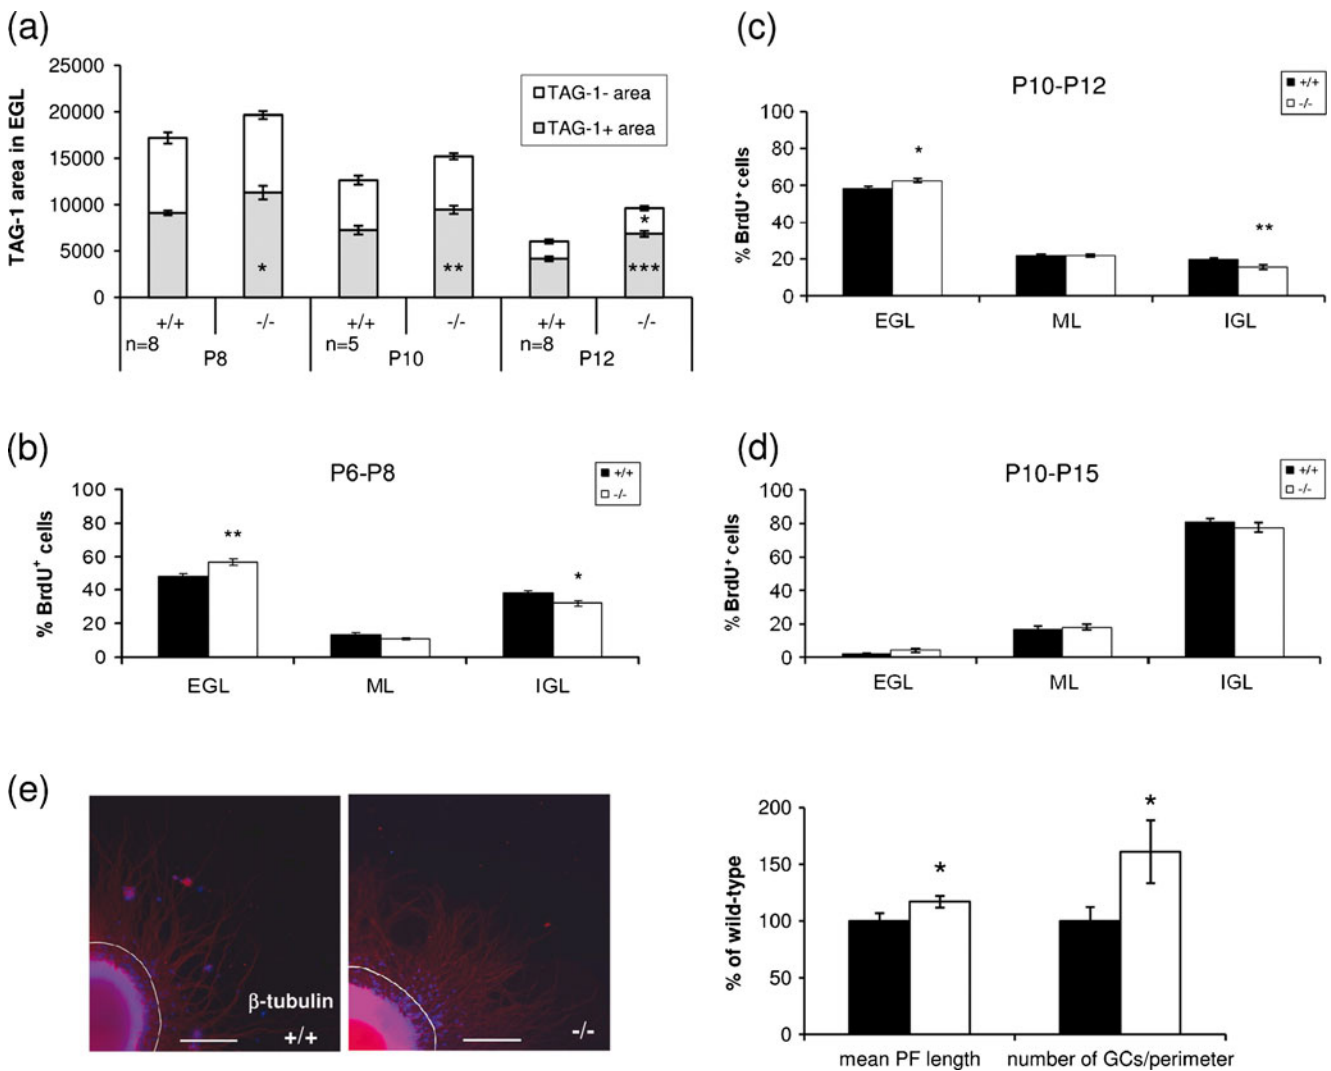 (a)
25000
20000
15000
10000
5000
0
TAG-1 area in EGL
TAG-1- area
TAG-1+ area
*
**
*
***
+/+ -/- +/+ -/- +/+ -/-
n=8 n=5 n=8
P8 P10 P12
(b)
P6-P8
+/+
-/-
100
80
60
40
20
0
% BrdU+ cells
**
*
EGL ML IGL
(c)
P10-P12
+/+
-/-
100
80
60
40
20
0
% BrdU+ cells
*
**
EGL ML IGL
(d)
P10-P15
+/+
-/-
100
80
60
40
20
0
% BrdU+ cells
EGL ML IGL
(e)
β-tubulin
+/+
-/-
200
150
100
50
0
% of wild-type
*
*
mean PF length number of GCs/perimeter